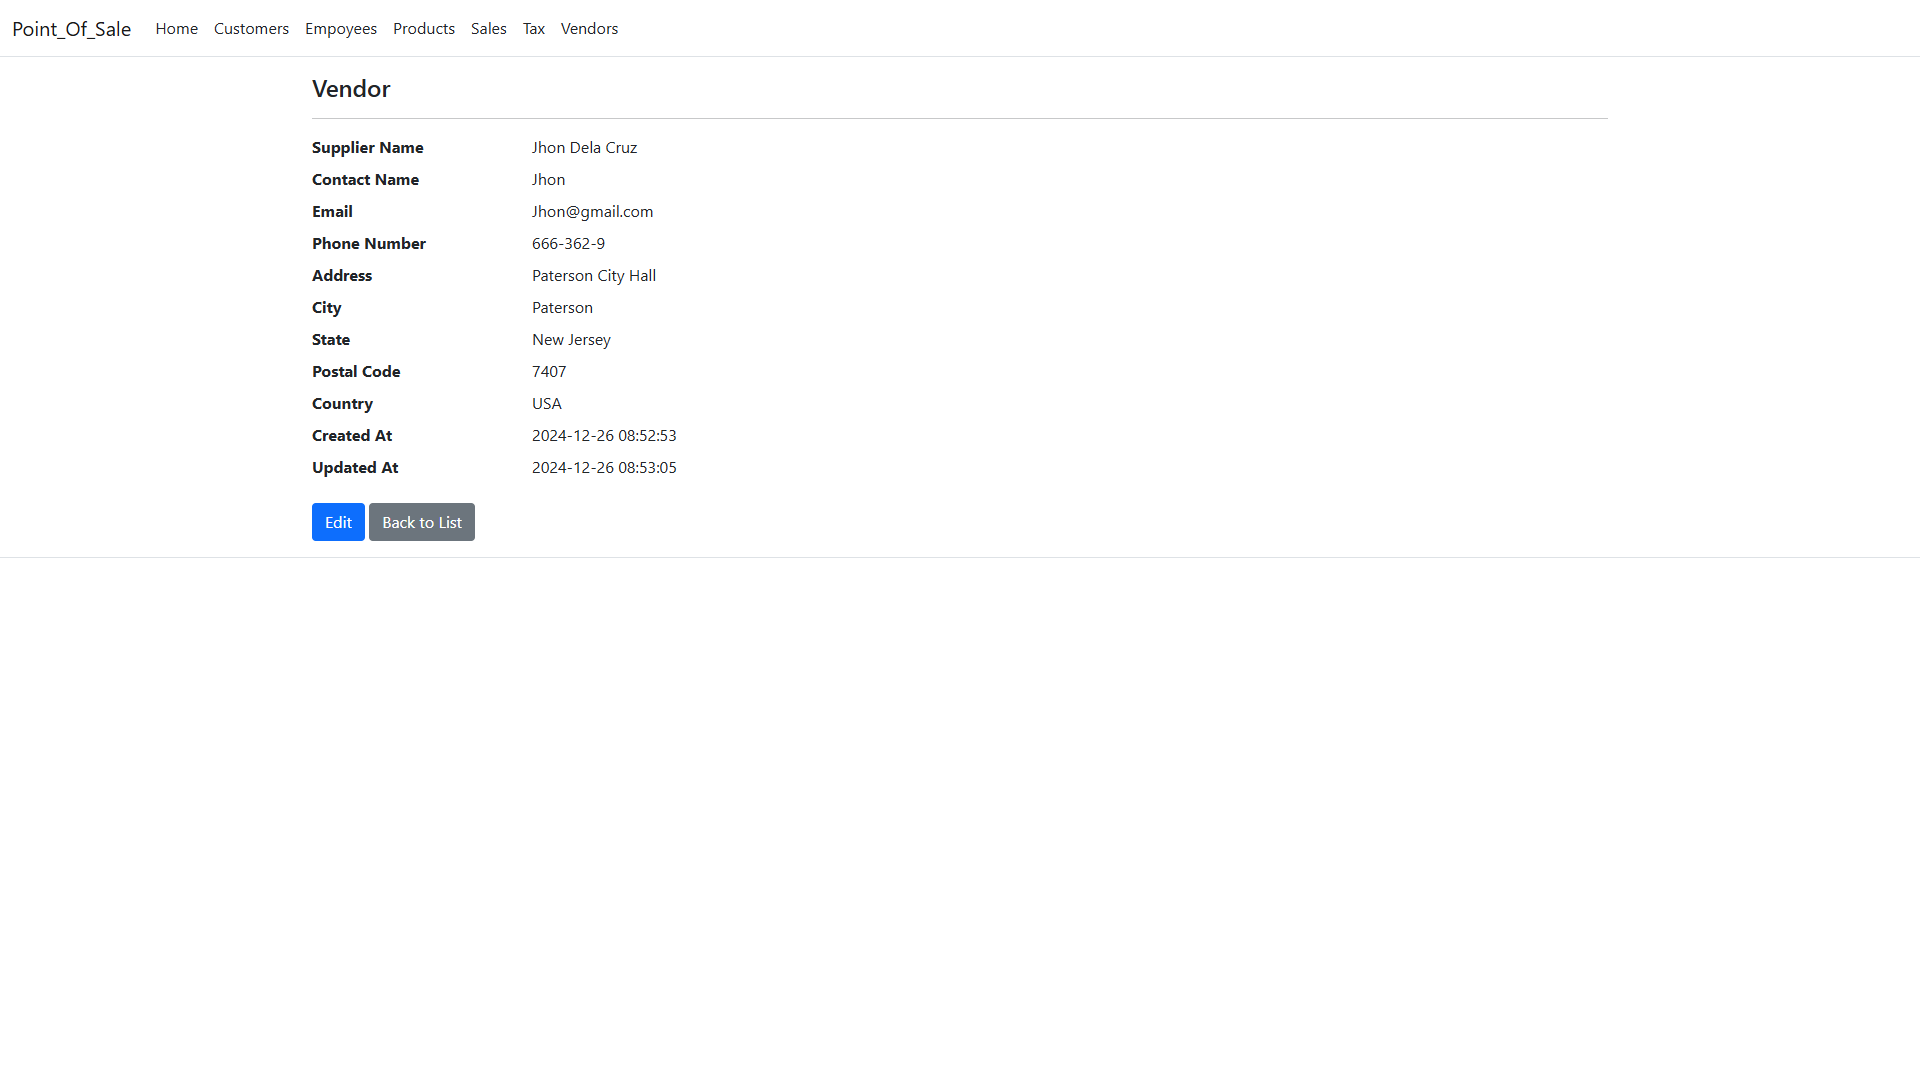 Point_Of_Sale Home Customers Empoyees Products Sales Tax Vendors
Vendor
Supplier Name Jhon Dela Cruz
Contact Name Jhon
Email Jhon@gmail.com
Phone Number 666-362-9
Address Paterson City Hall
City Paterson
State New Jersey
Postal Code 7407
Country USA
Created At 2024-12-26 08:52:53
Updated At 2024-12-26 08:53:05
Edit Back to List